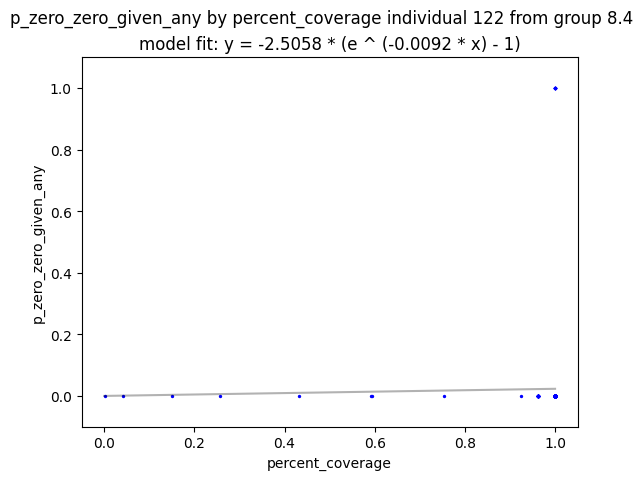 p_zero_zero_given_any by percent_coverage individual 122 from group 8.4
model fit: y = -2.5058 * (e ^ (-0.0092 * x) - 1)
1.0
0.8
0.6
0.4
0.2
0.0
p_zero_zero_given_any
0.0 0.2 0.4 0.6 0.8 1.0
percent_coverage